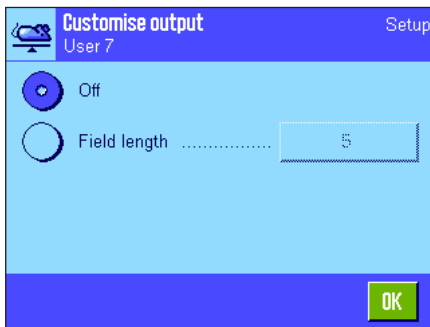 Customise output
Setup
User 7
Off
Field length ................. 5
OK